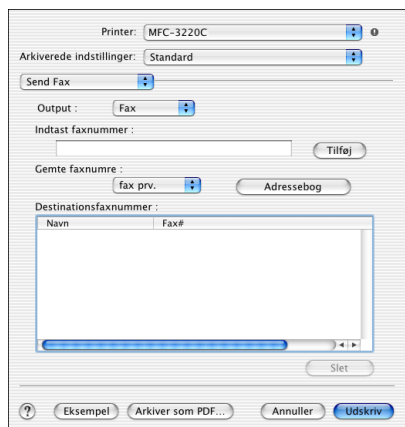 Printer: MFC-3220C
Arkiverede indstillinger: Standard
Send Fax
Output : Fax
Indtast faxnummer :
Tilføj
Gemte faxnumre :
fax prv. Adressebog
Destinationsfaxnummer :
Navn Fax#
Slet
? Eksempel Arkiver som PDF... Annuller Udskriv